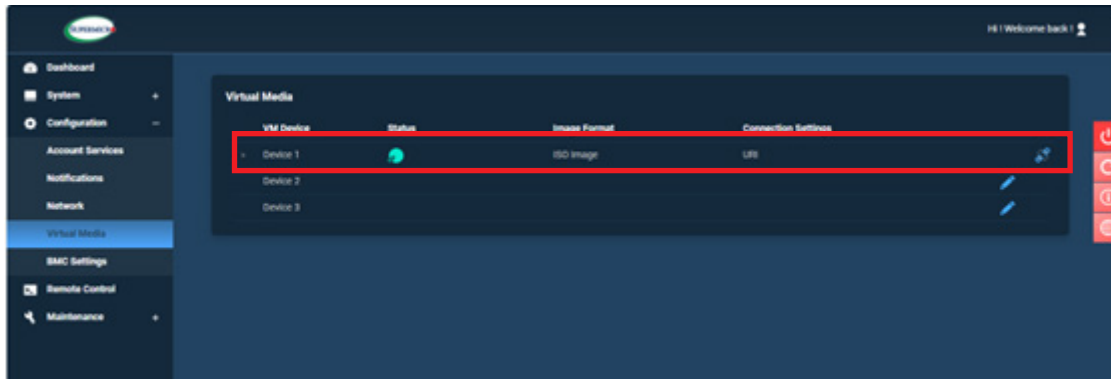 SUPERMICR
Hi ! Welcome back !
Dashboard
System +
Configuration –
Account Services
Notifications
Network
Virtual Media
BMC Settings
Remote Control
Maintenance +
Virtual Media
VM Device Status Image Format Connection Settings
Device 1 ISO Image URI
Device 2
Device 3